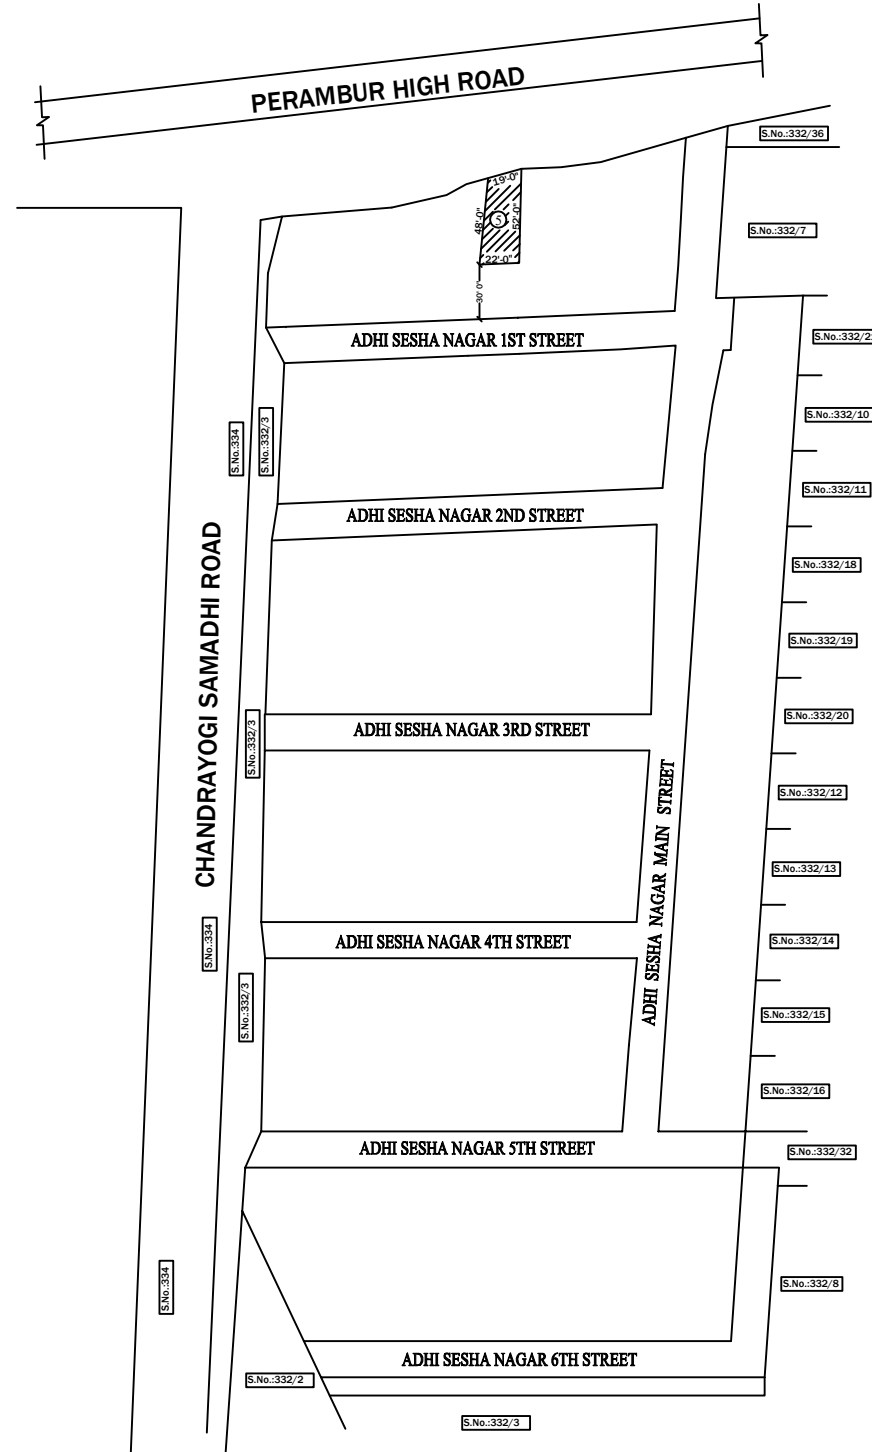 PERAMBUR HIGH ROAD
S.No.:332/36
19'-0"
48'-0"
5
52'-0"
S.No.:332/7
22'-0"
30' 0"
ADHI SESHA NAGAR 1ST STREET
S.No.:334
S.No.:332/3
S.No.:332/10
S.No.:332/11
ADHI SESHA NAGAR 2ND STREET
S.No.:332/18
S.No.:332/19
CHANDRAYOGI SAMADHI ROAD
S.No.:332/3
S.No.:332/20
ADHI SESHA NAGAR 3RD STREET
S.No.:332/12
ADHI SESHA NAGAR MAIN STREET
S.No.:332/13
S.No.:334
ADHI SESHA NAGAR 4TH STREET
S.No.:332/14
S.No.:332/3
S.No.:332/15
S.No.:332/16
ADHI SESHA NAGAR 5TH STREET
S.No.:332/32
S.No.:334
S.No.:332/8
ADHI SESHA NAGAR 6TH STREET
S.No.:332/2
S.No.:332/3